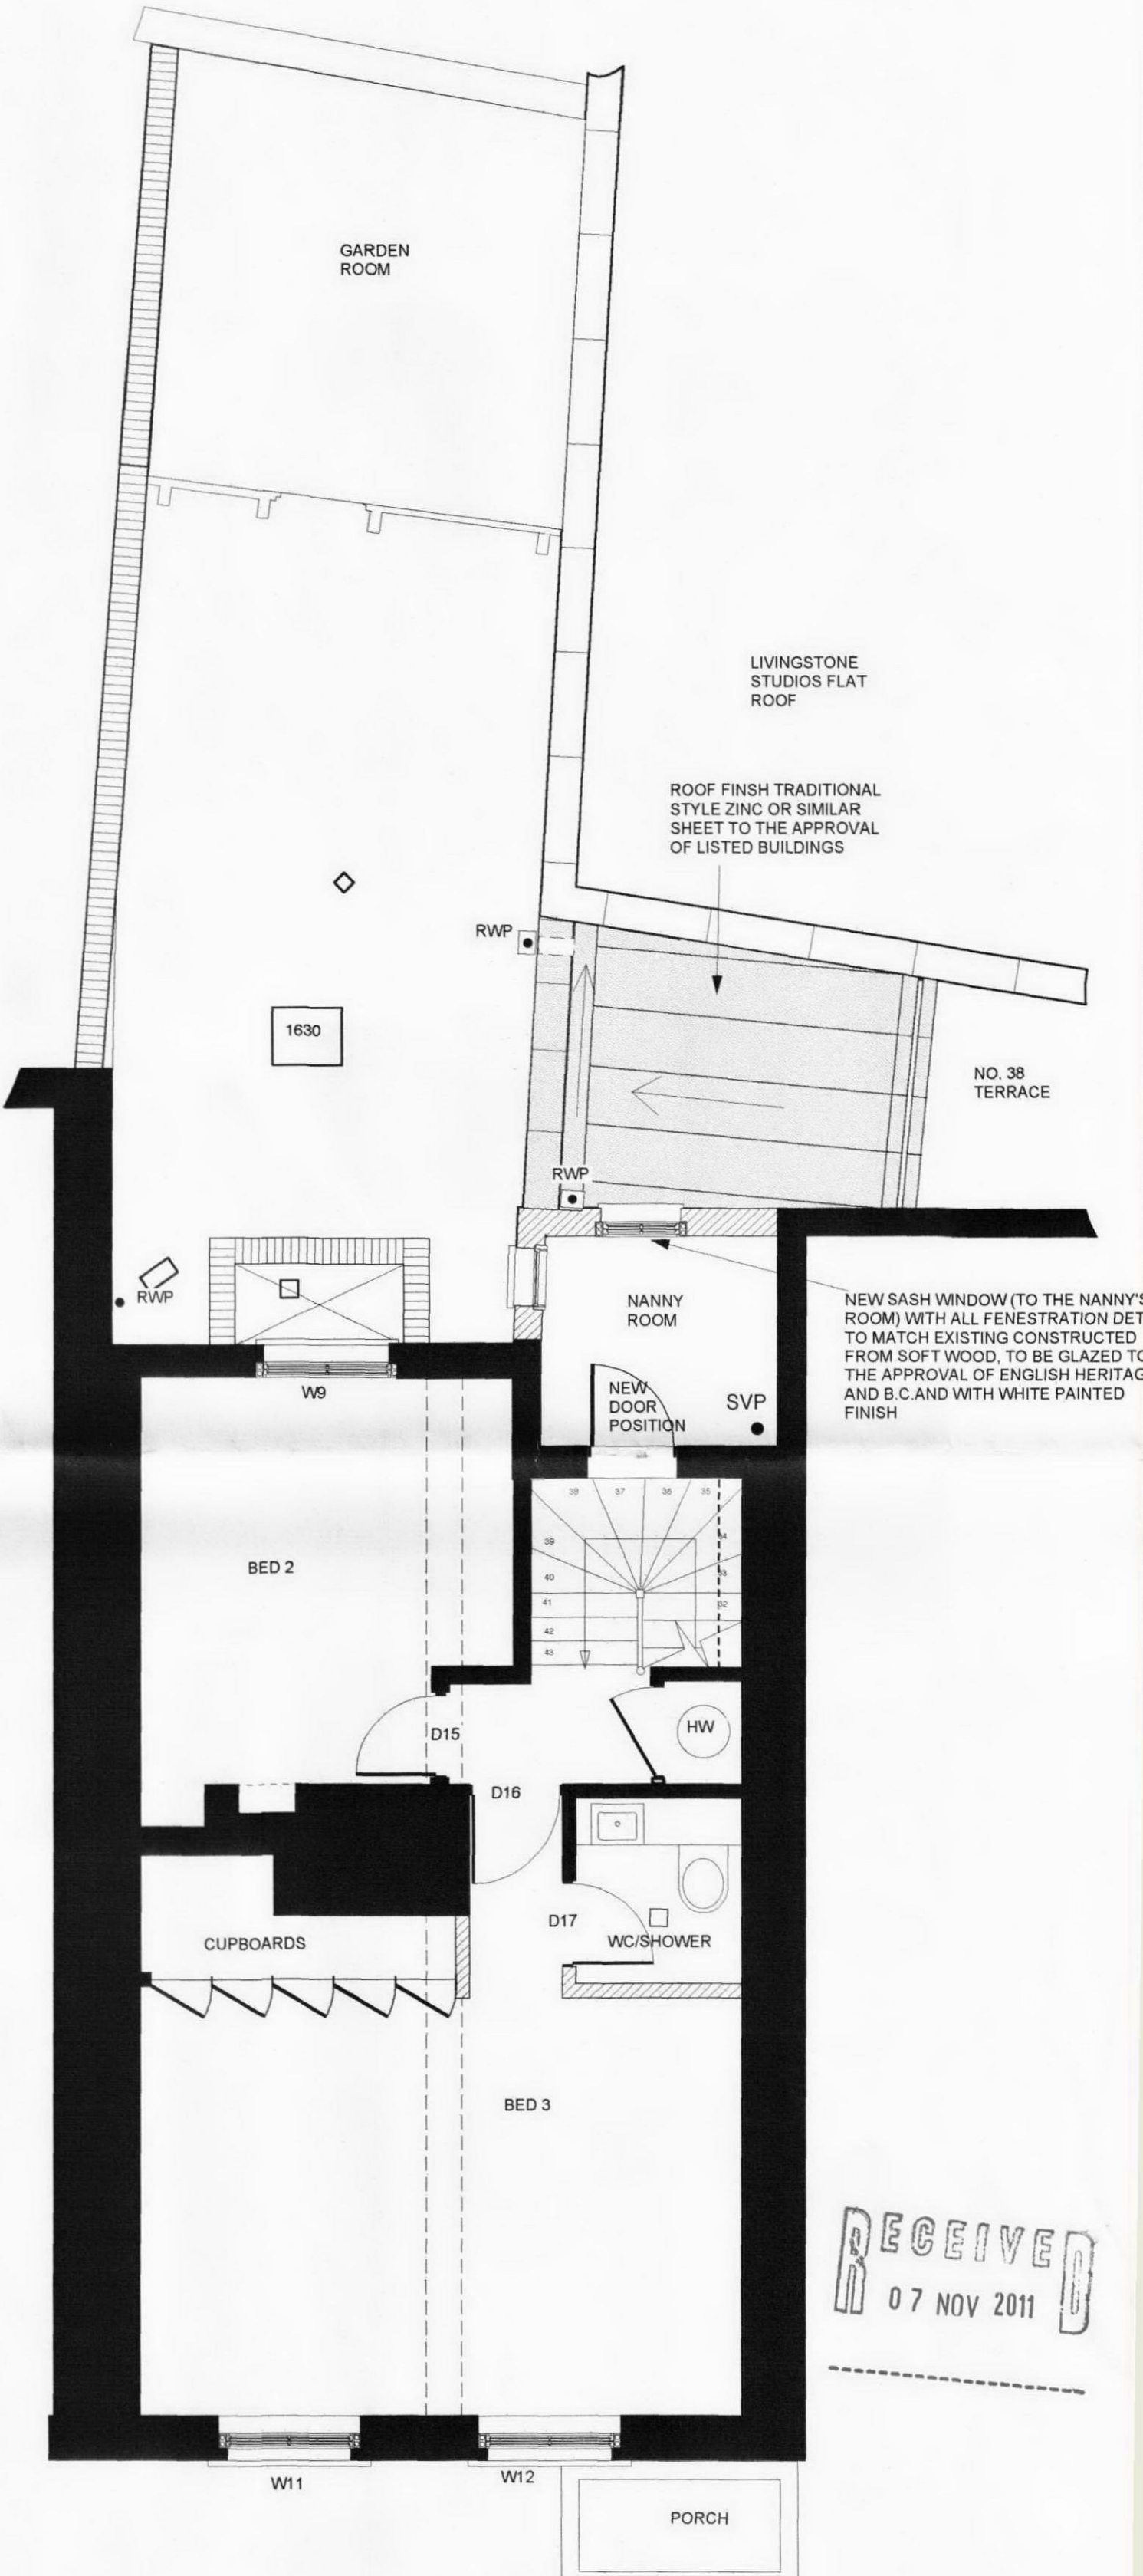 GARDEN
ROOM
LIVINGSTONE
STUDIOS FLAT
ROOF
ROOF FINSH TRADITIONAL
STYLE ZINC OR SIMILAR
SHEET TO THE APPROVAL
OF LISTED BUILDINGS
RWP
1630
NO. 38
TERRACE
RWP
RWP
NANNY
ROOM
NEW SASH WINDOW (TO THE NANNY'S
ROOM) WITH ALL FENESTRATION DET
TO MATCH EXISTING CONSTRUCTED
FROM SOFT WOOD, TO BE GLAZED TO
THE APPROVAL OF ENGLISH HERITAG
AND B.C.AND WITH WHITE PAINTED
FINISH
W9
NEW
DOOR
POSITION
SVP
38
37
36
35
34
33
32
39
40
41
42
43
BED 2
D15
HW
D16
D17
WC/SHOWER
CUPBOARDS
BED 3
RECEIVED
07 NOV 2011
W11
W12
PORCH